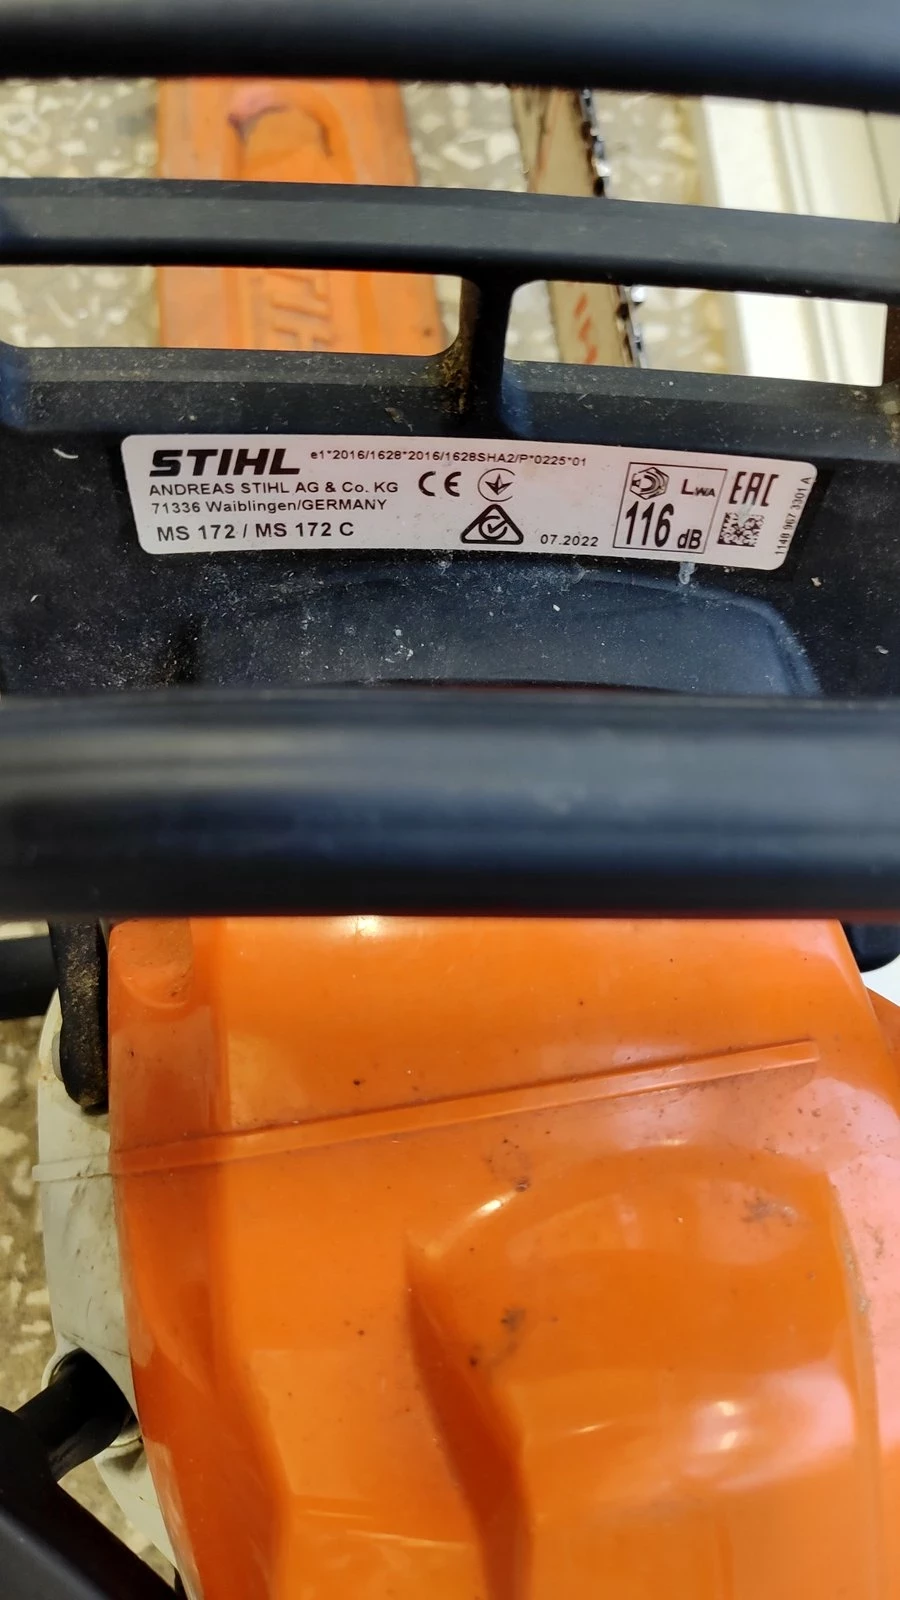 STIHL
e1*2016/1628*2016/1628SHA2/P*0225*01
ANDREAS STIHL AG & Co. KG
71336 Waiblingen/GERMANY
MS 172 / MS 172 C
CE
07.2022
LWA
116 dB
EAC
1148 967 3301 A
STIHL